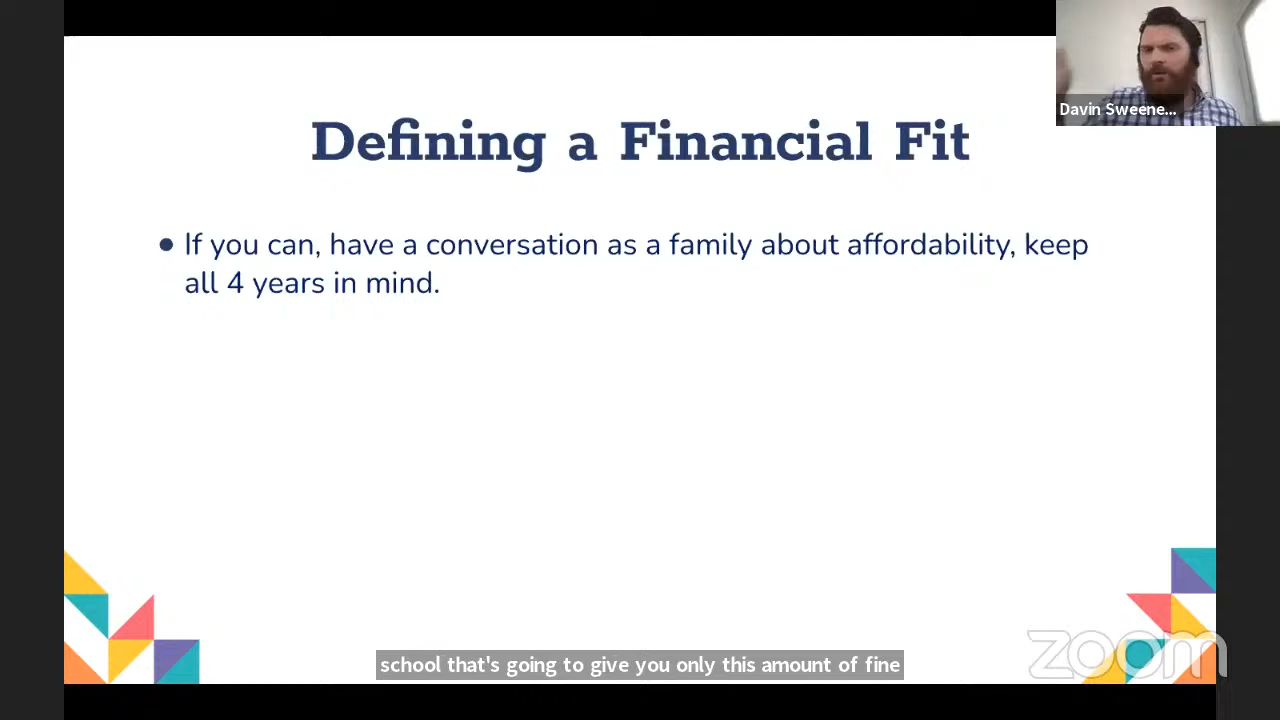 Davin Sweene...
Defining a Financial Fit
• If you can, have a conversation as a family about affordability, keep
all 4 years in mind.
school that's going to give you only this amount of fine
zoom